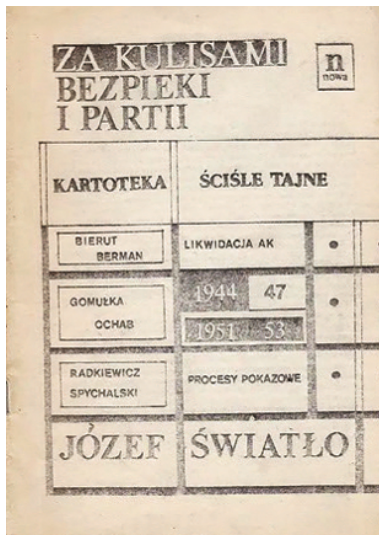 ZA KULISAMI
BEZPIEKI
I PARTII
n
nowa
KARTOTEKA
ŚCIŚLE TAJNE
BIERUT
BERMAN
LIKWIDACJA AK
GOMUŁKA
OCHAB
1944 47
1951 53
RADKIEWICZ
SPYCHALSKI
PROCESY POKAZOWE
JÓZEF ŚWIATŁO